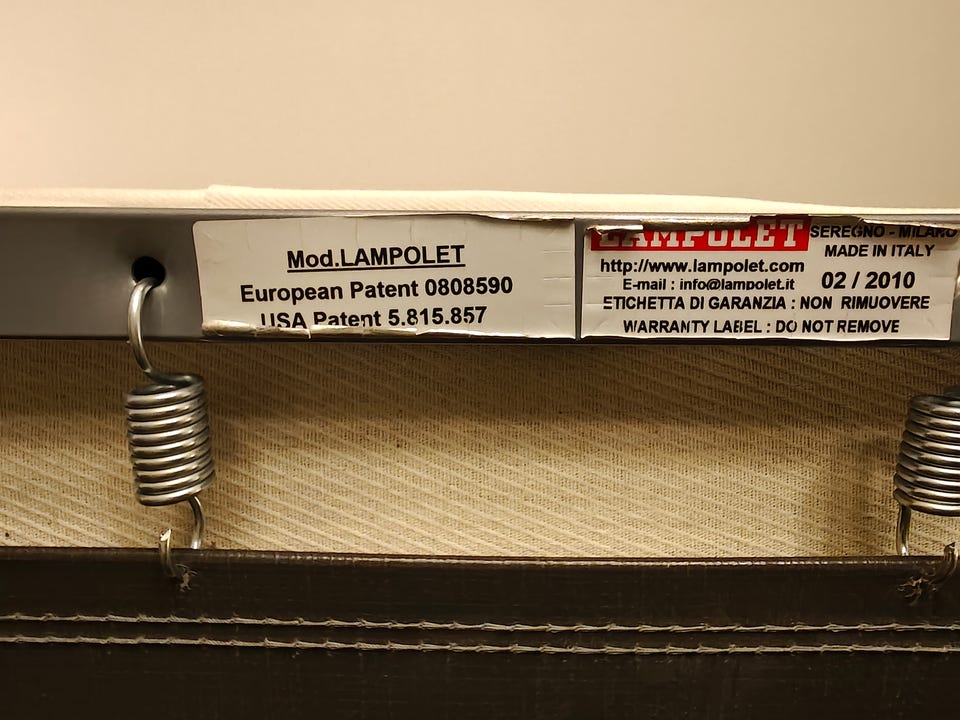 Mod.LAMPOLET
European Patent 0808590
USA Patent 5.815.857
LAMPOLET SEREGNO - MILANO
MADE IN ITALY
http://www.lampolet.com
E-mail : info@lampolet.it 02 / 2010
ETICHETTA DI GARANZIA : NON RIMUOVERE
WARRANTY LABEL : DO NOT REMOVE